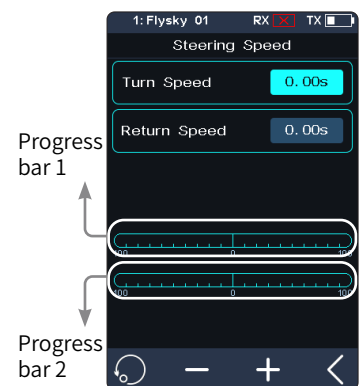 1: Flysky 01 RX TX
Steering Speed
Turn Speed 0.00s
Return Speed 0.00s
Progress
bar 1
100 0 100
100 0 100
Progress
bar 2